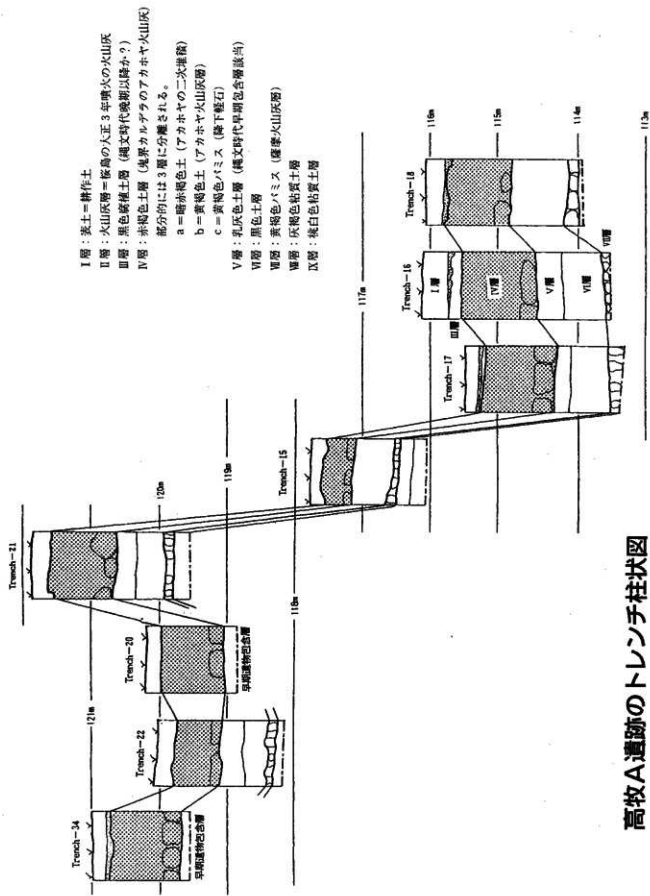 I層：表土＝耕作土
II層：火山灰層＝桜島の大正3年噴火の火山灰
III層：黒色腐植土層（縄文時代晩期以降か？）
IV層：赤褐色土層（鬼界カルデラのアカホヤ火山灰）
部分的には3層に分離される。
a＝暗赤褐色土（アカホヤの二次堆積）
b＝黄褐色土（アカホヤ火山灰層）
c＝黄褐色パミス（降下軽石）
V層：乳灰色土層（縄文時代早期包含層該当）
VI層：黒色土層
VII層：黄褐色パミス（薩摩火山灰層）
VIII層：灰褐色粘質土層
IX層：桃白色粘質土層
Trench-34
早期遺物包含層
121m
Trench-22
Trench-20
早期遺物包含層
Trench-21
120m
119m
118m
Trench-15
117m
Trench-17
III層
Trench-16
I層
IV層
V層
VI層
VII層
Trench-18
116m
115m
114m
113m
高牧A遺跡のトレンチ柱状図